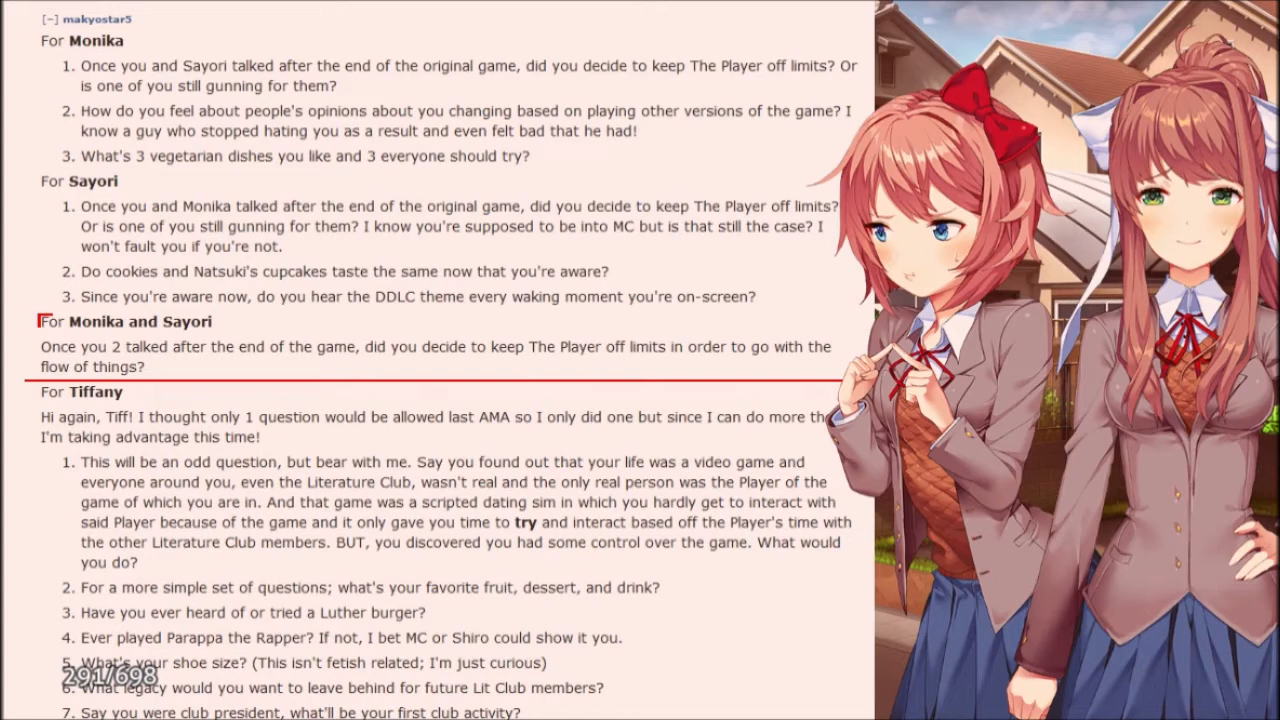 [–] makyostar5
For Monika
1. Once you and Sayori talked after the end of the original game, did you decide to keep The Player off limits? Or
is one of you still gunning for them?
2. How do you feel about people's opinions about you changing based on playing other versions of the game? I
know a guy who stopped hating you as a result and even felt bad that he had!
3. What's 3 vegetarian dishes you like and 3 everyone should try?
For Sayori
1. Once you and Monika talked after the end of the original game, did you decide to keep The Player off limits?
Or is one of you still gunning for them? I know you're supposed to be into MC but is that still the case? I
won't fault you if you're not.
2. Do cookies and Natsuki's cupcakes taste the same now that you're aware?
3. Since you're aware now, do you hear the DDLC theme every waking moment you're on-screen?
For Monika and Sayori
Once you 2 talked after the end of the game, did you decide to keep The Player off limits in order to go with the
flow of things?
For Tiffany
Hi again, Tiff! I thought only 1 question would be allowed last AMA so I only did one but since I can do more
I'm taking advantage this time!
1. This will be an odd question, but bear with me. Say you found out that your life was a video game and
everyone around you, even the Literature Club, wasn't real and the only real person was the Player of the
game of which you are in. And that game was a scripted dating sim in which you hardly get to interact with
said Player because of the game and it only gave you time to try and interact based off the Player's time with
the other Literature Club members. BUT, you discovered you had some control over the game. What would
you do?
2. For a more simple set of questions; what's your favorite fruit, dessert, and drink?
3. Have you ever heard of or tried a Luther burger?
4. Ever played Parappa the Rapper? If not, I bet MC or Shiro could show it you.
5. What's your shoe size? (This isn't fetish related; I'm just curious)
291/698
6. What legacy would you want to leave behind for future Lit Club members?
7. Say you were club president, what'll be your first club activity?